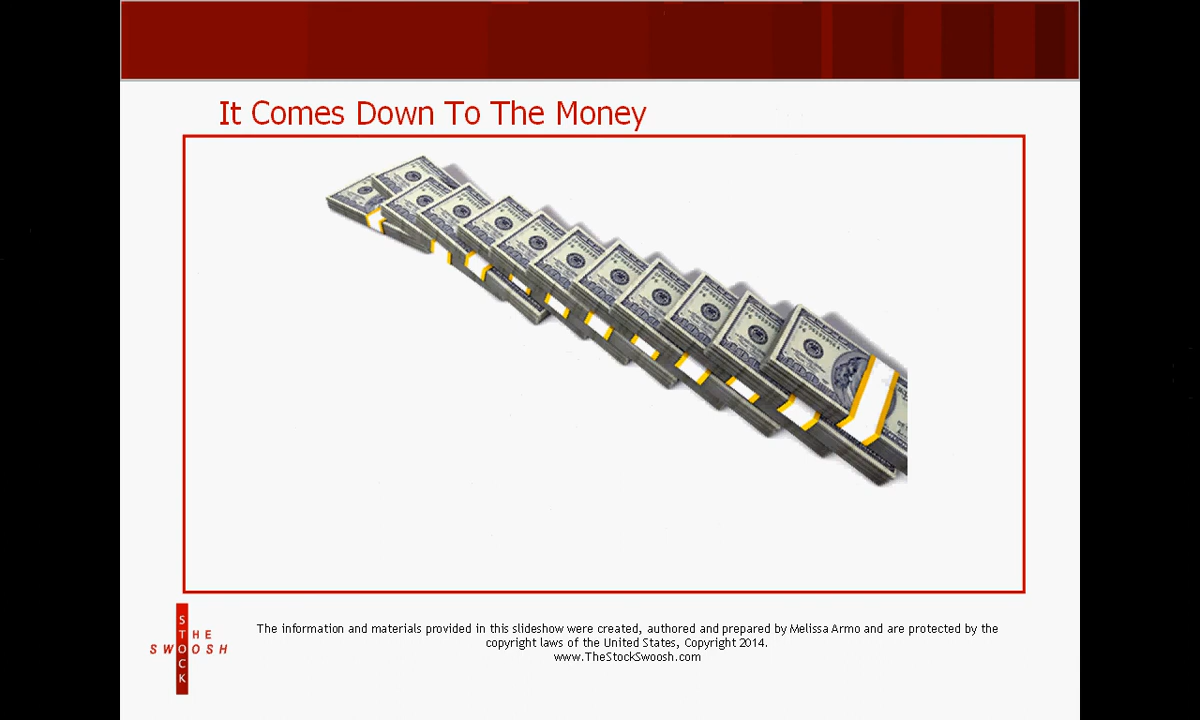 It Comes Down To The Money
STOCK
THE
SWOOSH
The information and materials provided in this slideshow were created, authored and prepared by Melissa Armo and are protected by the
copyright laws of the United States, Copyright 2014.
www.TheStockSwoosh.com